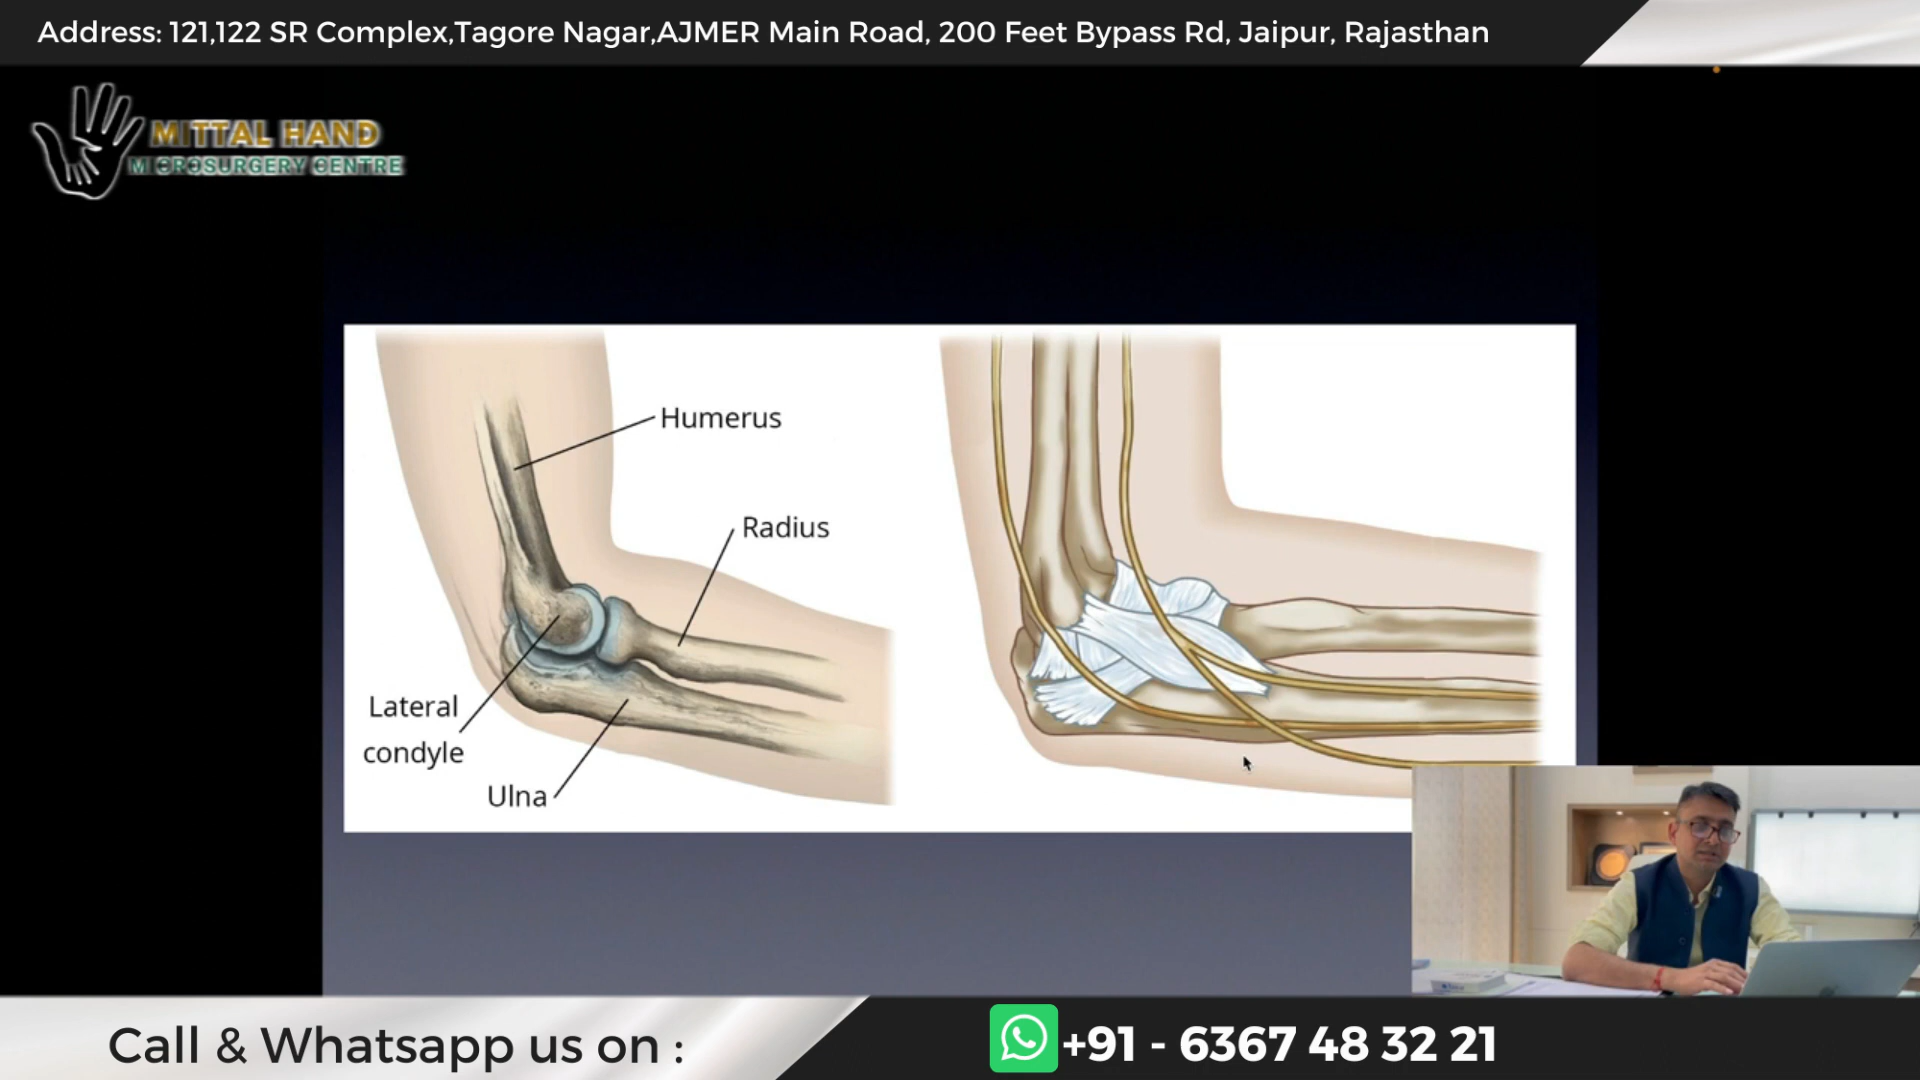 Address: 121,122 SR Complex,Tagore Nagar,AJMER Main Road, 200 Feet Bypass Rd, Jaipur, Rajasthan
MITTAL HAND
MICROSURGERY CENTRE
Humerus
Radius
Lateral
condyle
Ulna
Call & Whatsapp us on :
+91 - 6367 48 32 21